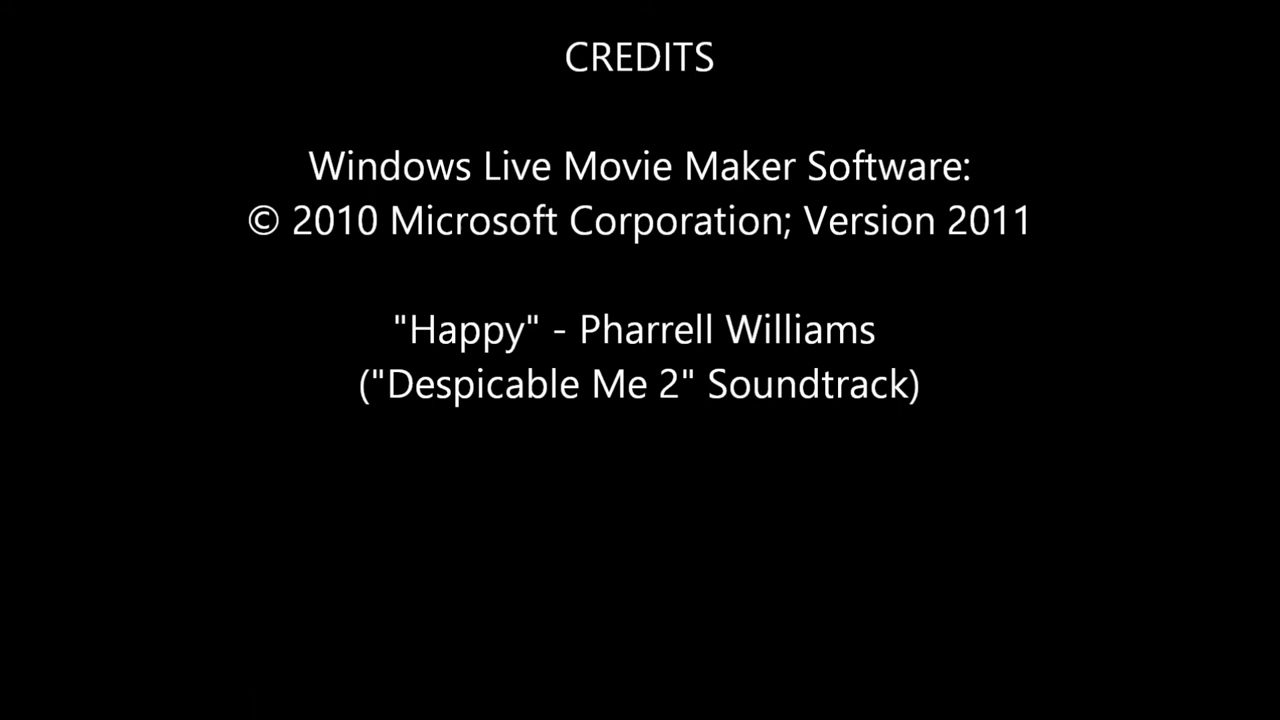 CREDITS
Windows Live Movie Maker Software:
© 2010 Microsoft Corporation; Version 2011
"Happy" - Pharrell Williams
("Despicable Me 2" Soundtrack)